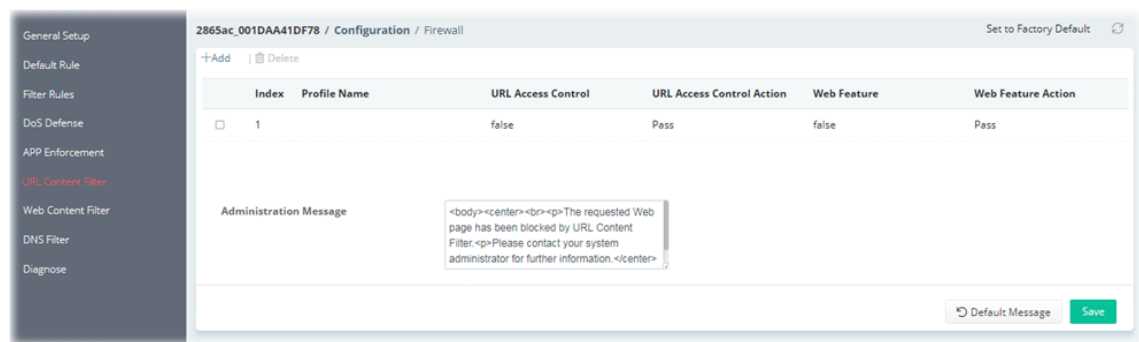 General Setup
Default Rule
Filter Rules
DoS Defense
APP Enforcement
URL Content Filter
Web Content Filter
DNS Filter
Diagnose
2865ac_001DAA41DF78 / Configuration / Firewall
Set to Factory Default
+Add | Delete
Index Profile Name URL Access Control URL Access Control Action Web Feature Web Feature Action
1 false Pass false Pass
Administration Message
<body><center><br><p>The requested Web
page has been blocked by URL Content
Filter.<p>Please contact your system
administrator for further information.</center>
Default Message
Save